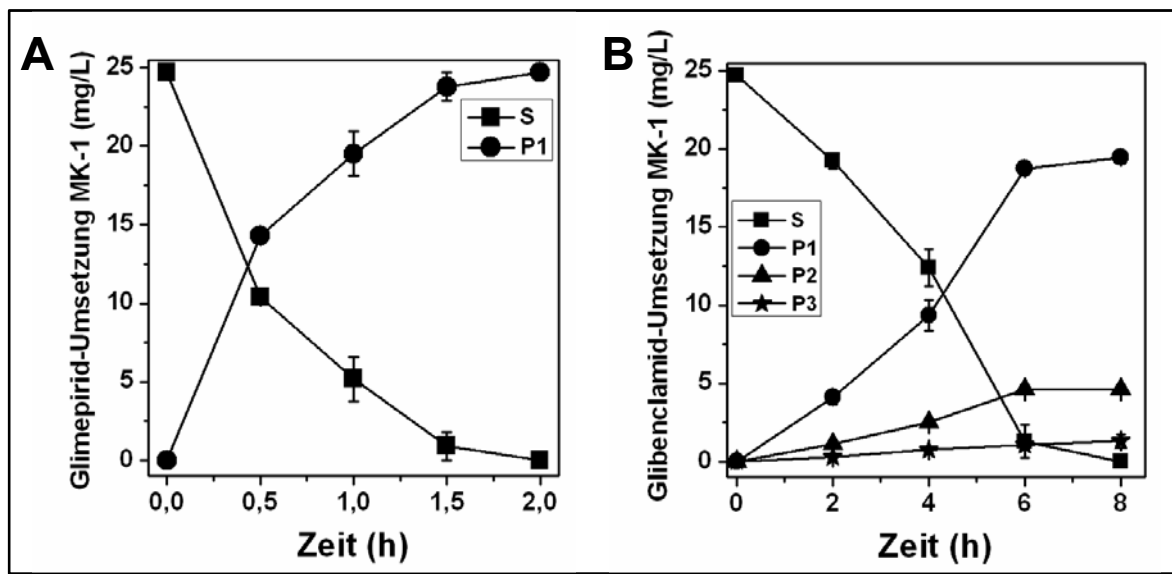 A
Glimepirid-Umsetzung MK-1 (mg/L)
25
20
15
10
5
0
S
P1
0,0
0,5
1,0
1,5
2,0
Zeit (h)
B
Glibenclamid-Umsetzung MK-1 (mg/L)
25
20
15
10
5
0
S
P1
P2
P3
0
2
4
6
8
Zeit (h)